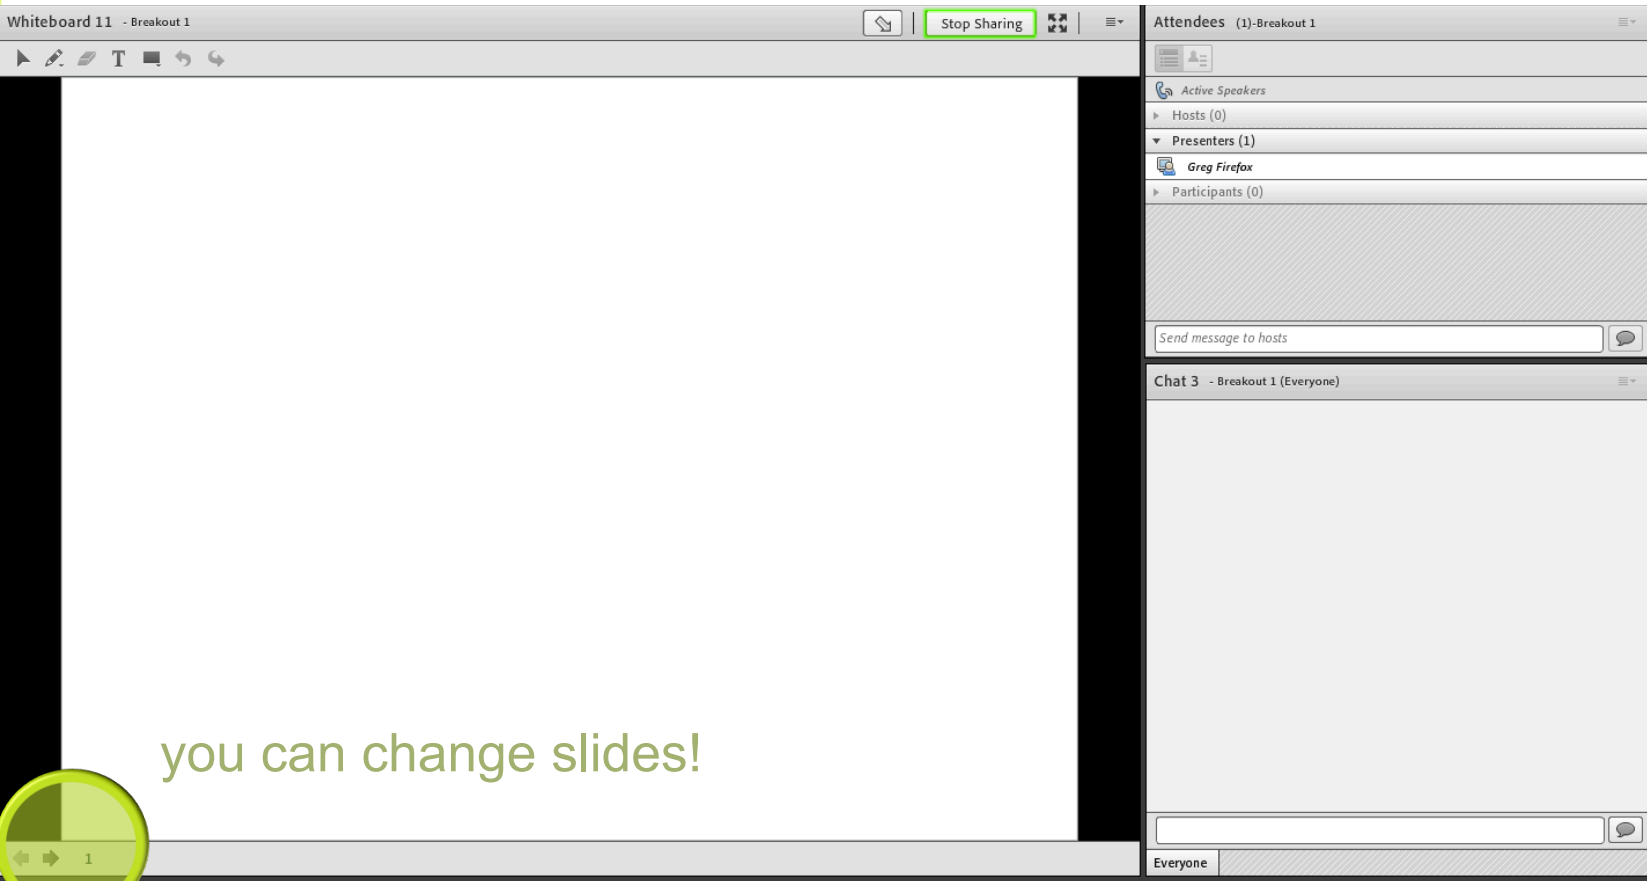 Whiteboard 11 - Breakout 1
Stop Sharing
T
you can change slides!
1
Attendees (1)-Breakout 1
Active Speakers
Hosts (0)
Presenters (1)
Greg Firefox
Participants (0)
Send message to hosts
Chat 3 - Breakout 1 (Everyone)
Everyone